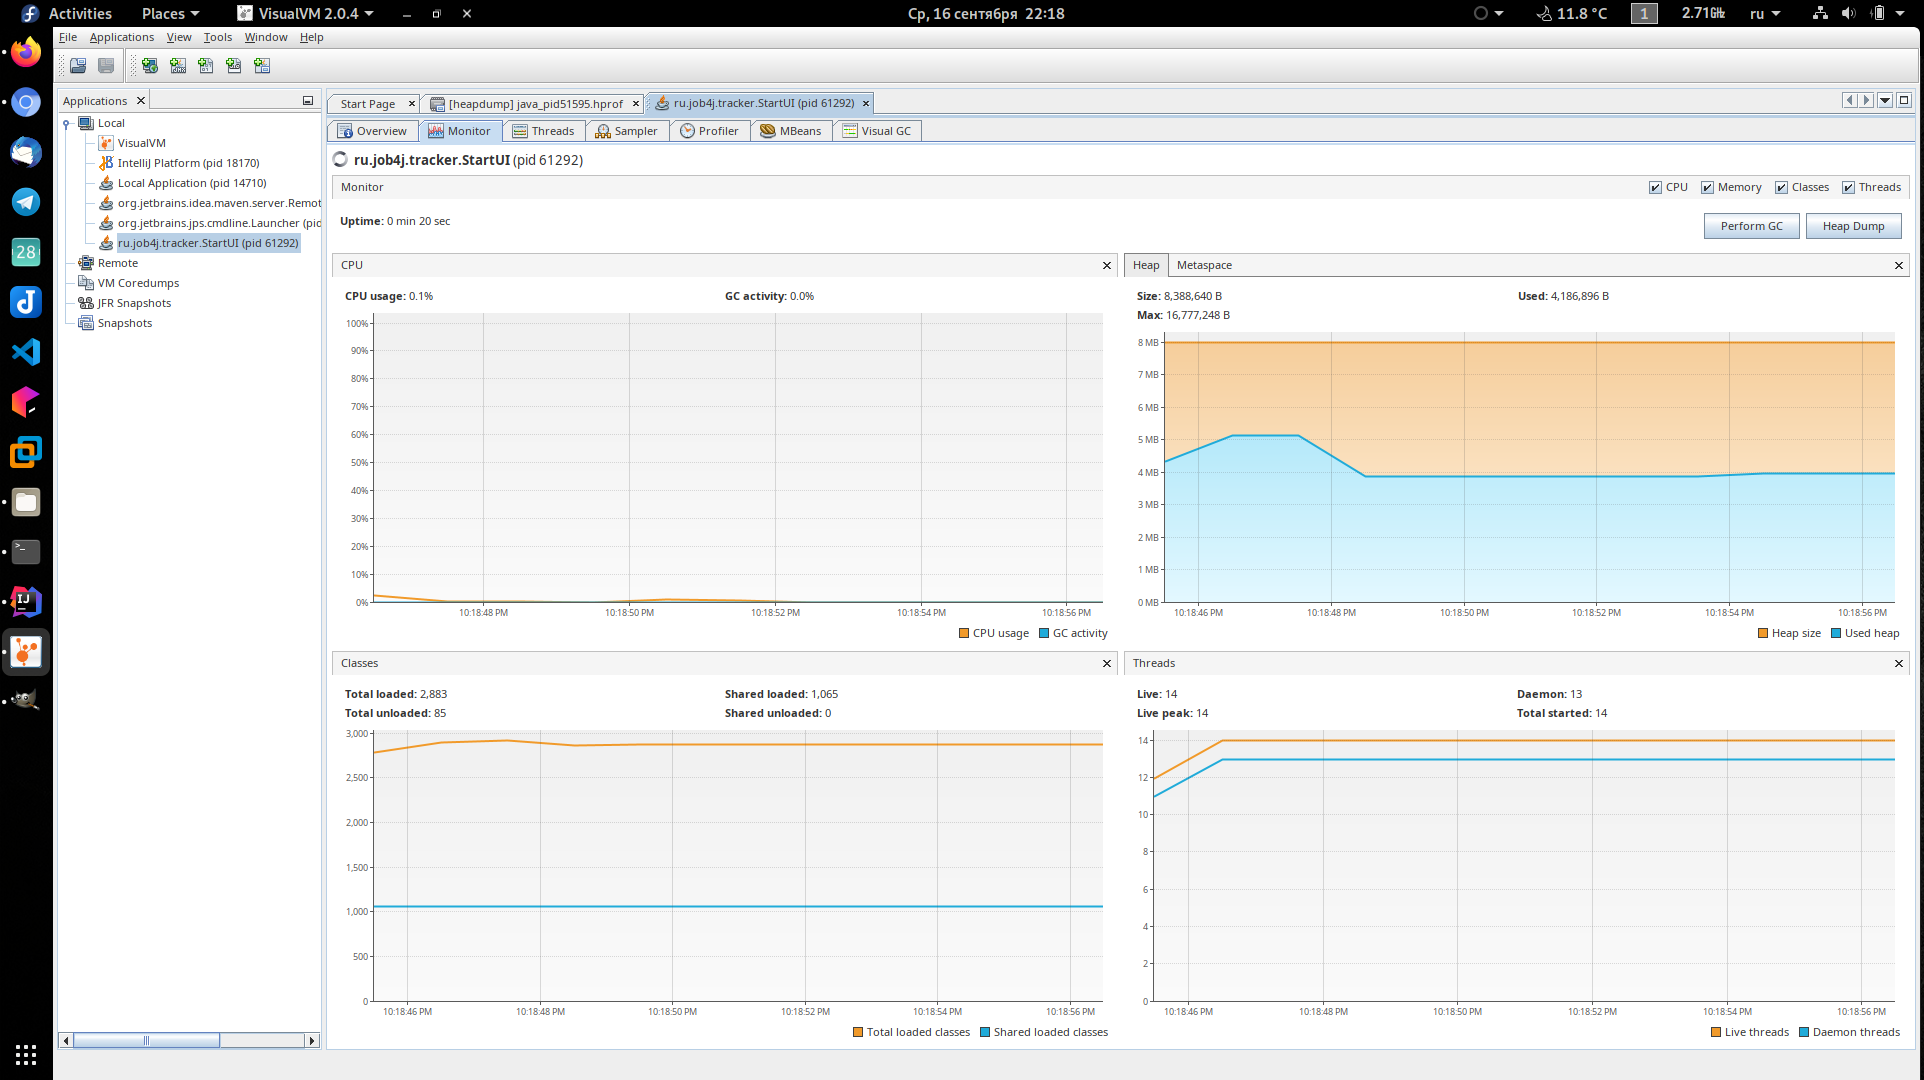 Activities Places VisualVM 2.0.4 Ср, 16 сентября 22:18 11.8 °C 1 2.71GHz ru
File Applications View Tools Window Help
Applications
Local
VisualVM
IntelliJ Platform (pid 18170)
Local Application (pid 14710)
org.jetbrains.idea.maven.server.Remot
org.jetbrains.jps.cmdline.Launcher (pid
ru.job4j.tracker.StartUI (pid 61292)
Remote
VM Coredumps
JFR Snapshots
Snapshots
28
Start Page [heapdump] java_pid51595.hprof ru.job4j.tracker.StartUI (pid 61292)
Overview Monitor Threads Sampler Profiler MBeans Visual GC
ru.job4j.tracker.StartUI (pid 61292)
Monitor CPU Memory Classes Threads
Uptime: 0 min 20 sec Perform GC Heap Dump
CPU
CPU usage: 0.1% GC activity: 0.0%
100%
90%
80%
70%
60%
50%
40%
30%
20%
10%
0%
10:18:48 PM 10:18:50 PM 10:18:52 PM 10:18:54 PM 10:18:56 PM
CPU usage GC activity
Heap Metaspace
Size: 8,388,640 B Used: 4,186,896 B
Max: 16,777,248 B
8 MB
7 MB
6 MB
5 MB
4 MB
3 MB
2 MB
1 MB
0 MB
10:18:46 PM 10:18:48 PM 10:18:50 PM 10:18:52 PM 10:18:54 PM 10:18:56 PM
Heap size Used heap
Classes
Total loaded: 2,883 Shared loaded: 1,065
Total unloaded: 85 Shared unloaded: 0
3,000
2,500
2,000
1,500
1,000
500
0
10:18:46 PM 10:18:48 PM 10:18:50 PM 10:18:52 PM 10:18:54 PM 10:18:56 PM
Total loaded classes Shared loaded classes
Threads
Live: 14 Daemon: 13
Live peak: 14 Total started: 14
14
12
10
8
6
4
2
0
10:18:46 PM 10:18:48 PM 10:18:50 PM 10:18:52 PM 10:18:54 PM 10:18:56 PM
Live threads Daemon threads